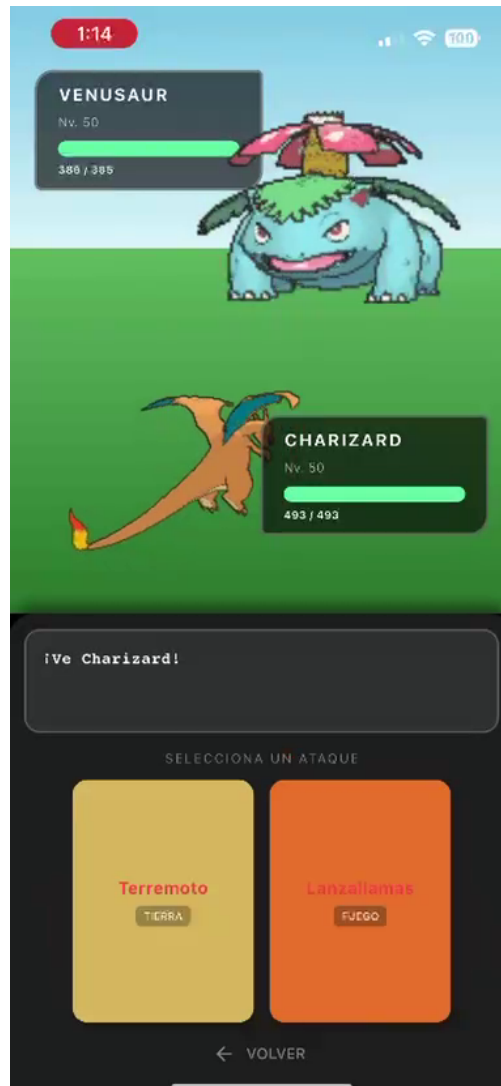 1:14
100
VENUSAUR
Nv. 50
386 / 385
CHARIZARD
Nv. 50
493 / 493
¡Ve Charizard!
SELECCIONA UN ATAQUE
Terremoto
TIERRA
Lanzallamas
FUEGO
← VOLVER